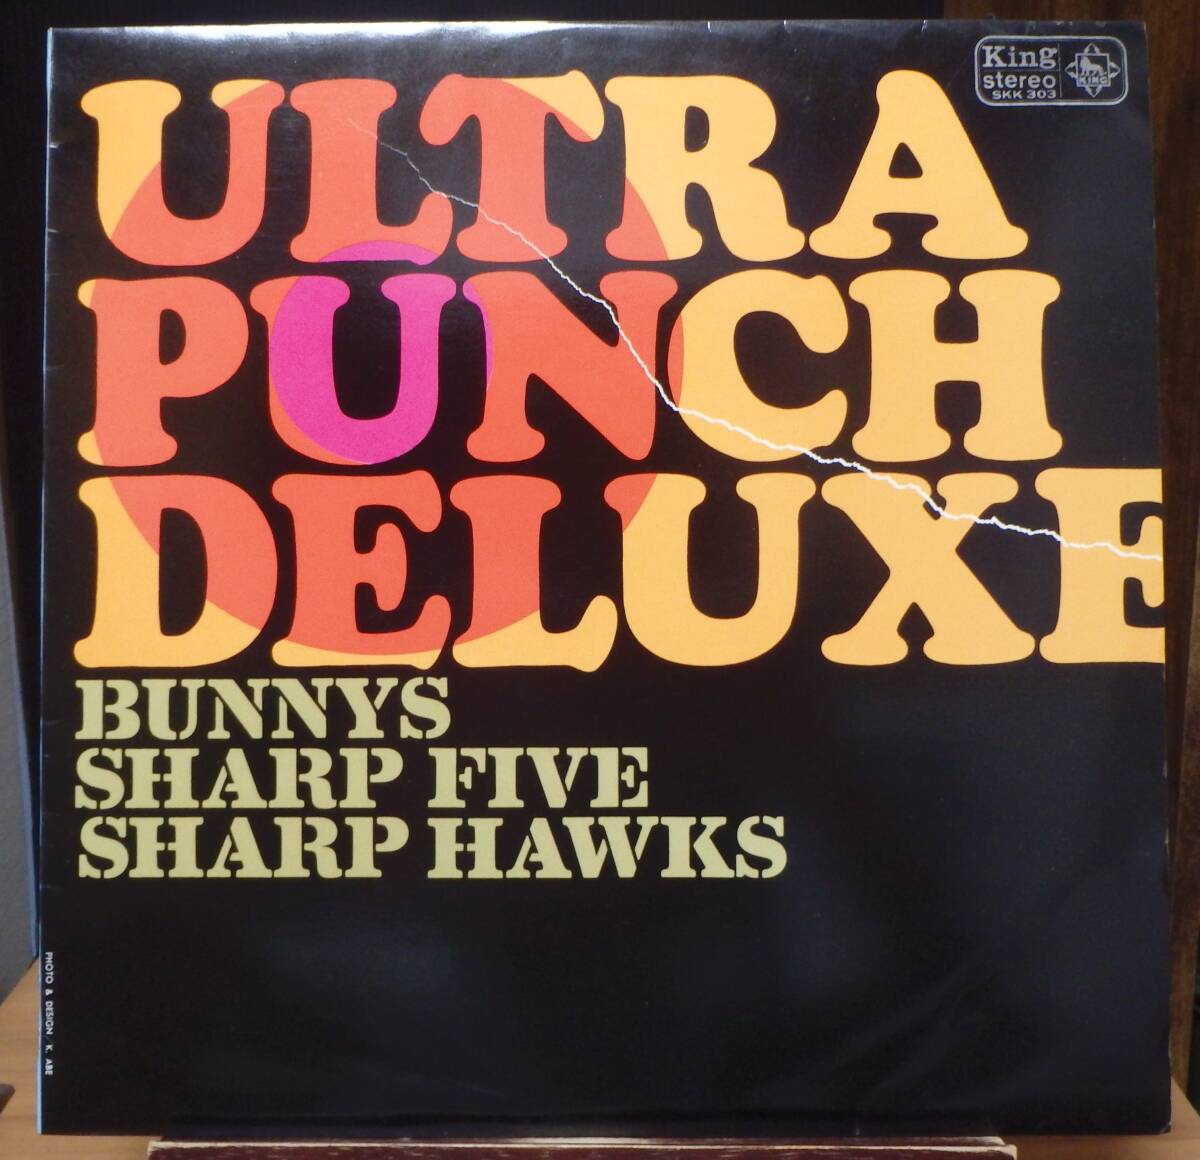 King
stereo
SKK 303
KING
ULTRA
PUNCH
DELUXE
BUNNYS
SHARP FIVE
SHARP HAWKS
PHOTO & DESIGN / K. ABE